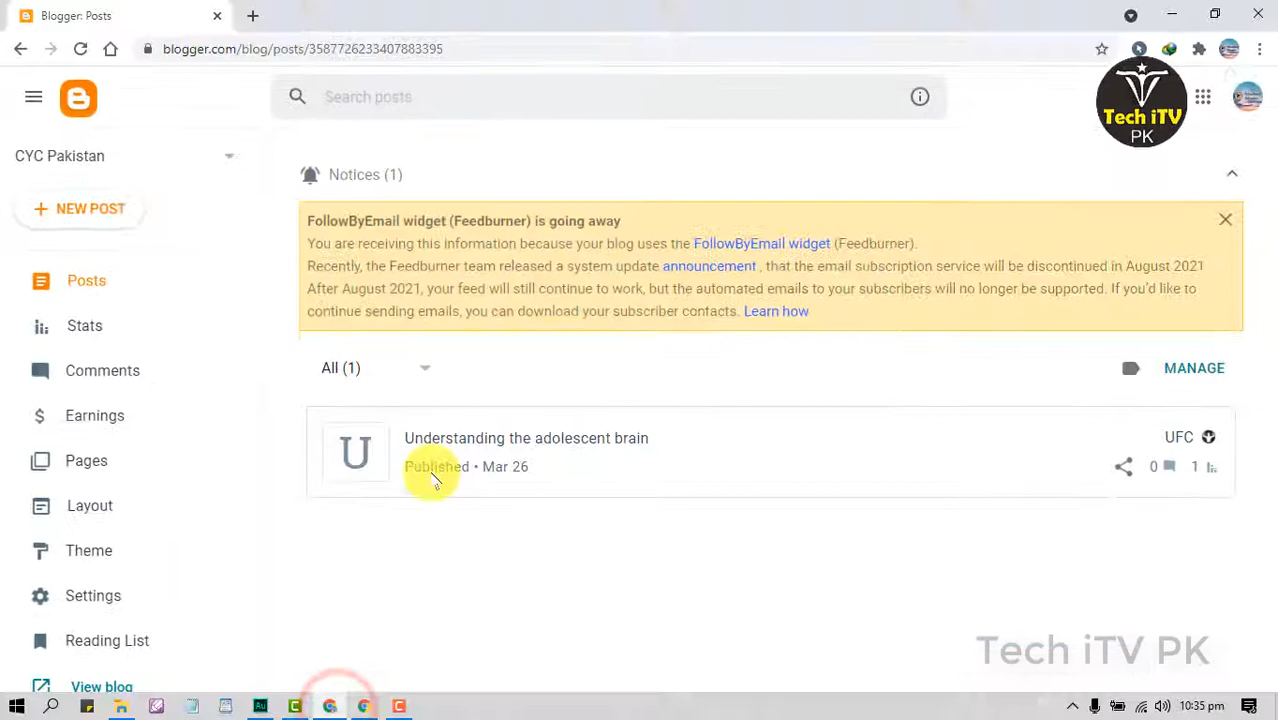 Blogger: Posts
blogger.com/blog/posts/3587726233407883395
Search posts
Tech iTV
PK
CYC Pakistan
Notices (1)
NEW POST
FollowByEmail widget (Feedburner) is going away
You are receiving this information because your blog uses the FollowByEmail widget (Feedburner).
Recently, the Feedburner team released a system update announcement , that the email subscription service will be discontinued in August 2021
After August 2021, your feed will still continue to work, but the automated emails to your subscribers will no longer be supported. If you'd like to
continue sending emails, you can download your subscriber contacts. Learn how
Posts
Stats
Comments
Earnings
Pages
Layout
Theme
Settings
Reading List
View blog
All (1)
MANAGE
U
Understanding the adolescent brain
UFC
Published • Mar 26
0
1
Tech iTV PK
Au
10:35 pm